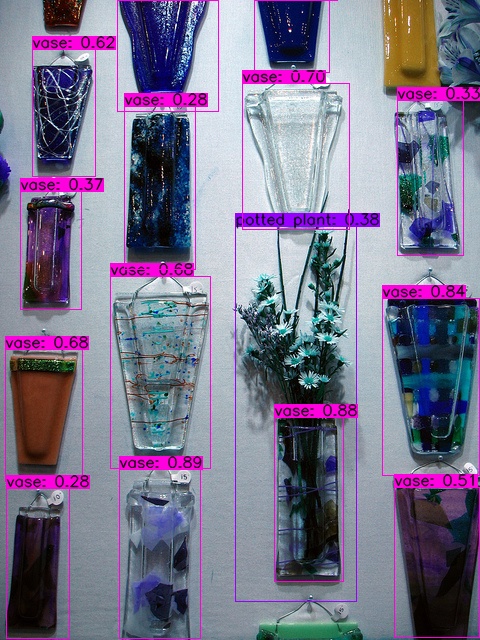 vase: 0.62
vase: 0.70
vase: 0.28
vase: 0.33
vase: 0.37
potted plant: 0.38
vase: 0.68
vase: 0.84
vase: 0.68
vase: 0.88
vase: 0.89
15
vase: 0.28
10
vase: 0.51